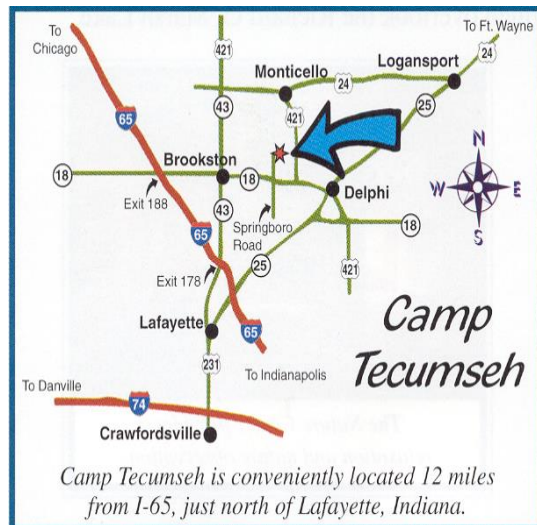 To
Chicago
421
To Ft. Wayne
24
Logansport
Monticello
24
43
25
65
421
Brookston
18
18
Delphi
Exit 188
43
Springboro
Road
18
65
25
421
Exit 178
Lafayette
65
231
To Indianapolis
To Danville
74
Crawfordsville
N
W
E
S
Camp
Tecumseh
Camp Tecumseh is conveniently located 12 miles
from I-65, just north of Lafayette, Indiana.